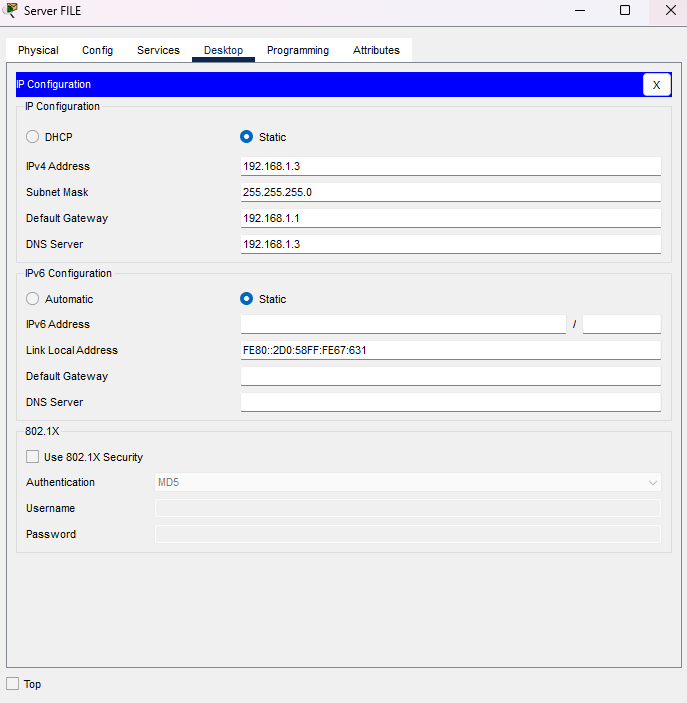 Server FILE
Physical Config Services Desktop Programming Attributes
IP Configuration X
IP Configuration
DHCP Static
IPv4 Address 192.168.1.3
Subnet Mask 255.255.255.0
Default Gateway 192.168.1.1
DNS Server 192.168.1.3
IPv6 Configuration
Automatic Static
IPv6 Address /
Link Local Address FE80::2D0:58FF:FE67:631
Default Gateway
DNS Server
802.1X
Use 802.1X Security
Authentication MD5
Username
Password
Top